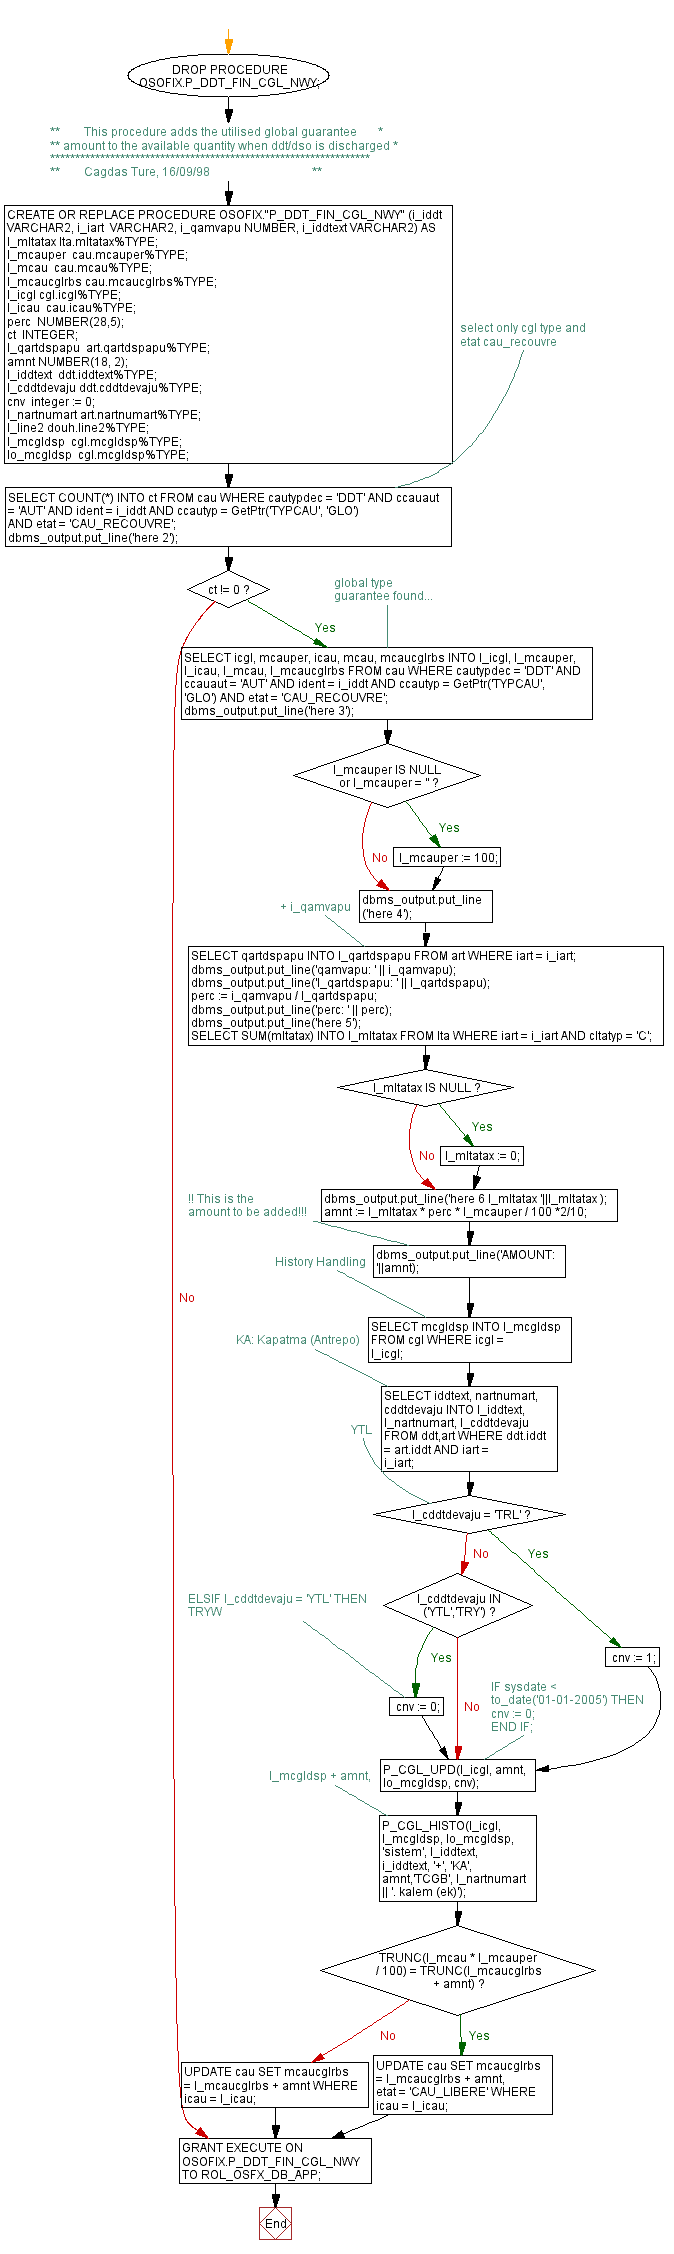 DROP PROCEDURE
OSOFIX.P_DDT_FIN_CGL_NWY;
** This procedure adds the utilised global guarantee *
** amount to the available quantity when ddt/dso is discharged *
****************************************************************
** Cagdas Ture, 16/09/98 **
CREATE OR REPLACE PROCEDURE OSOFIX."P_DDT_FIN_CGL_NWY" (i_iddt
VARCHAR2, i_iart VARCHAR2, i_qamvapu NUMBER, i_iddtext VARCHAR2) AS
l_mltatax lta.mltatax%TYPE;
l_mcauper cau.mcauper%TYPE;
l_mcau cau.mcau%TYPE;
l_mcaucglrbs cau.mcaucglrbs%TYPE;
l_icgl cgl.icgl%TYPE;
l_icau cau.icau%TYPE;
perc NUMBER(28,5);
ct INTEGER;
l_qartdspapu art.qartdspapu%TYPE;
amnt NUMBER(18, 2);
l_iddtext ddt.iddtext%TYPE;
l_cddtdevaju ddt.cddtdevaju%TYPE;
cnv integer := 0;
l_nartnumart art.nartnumart%TYPE;
l_line2 douh.line2%TYPE;
l_mcgldsp cgl.mcgldsp%TYPE;
lo_mcgldsp cgl.mcgldsp%TYPE;
select only cgl type and
etat cau_recouvre
SELECT COUNT(*) INTO ct FROM cau WHERE cautypdec = 'DDT' AND ccauaut
= 'AUT' AND ident = i_iddt AND ccautyp = GetPtr('TYPCAU', 'GLO')
AND etat = 'CAU_RECOUVRE';
dbms_output.put_line('here 2');
ct != 0 ?
global type
guarantee found...
Yes
SELECT icgl, mcauper, icau, mcau, mcaucglrbs INTO l_icgl, l_mcauper,
l_icau, l_mcau, l_mcaucglrbs FROM cau WHERE cautypdec = 'DDT' AND
ccauaut = 'AUT' AND ident = i_iddt AND ccautyp = GetPtr('TYPCAU',
'GLO') AND etat = 'CAU_RECOUVRE';
dbms_output.put_line('here 3');
l_mcauper IS NULL
or l_mcauper = '' ?
Yes
No
l_mcauper := 100;
dbms_output.put_line
('here 4');
+ i_qamvapu
SELECT qartdspapu INTO l_qartdspapu FROM art WHERE iart = i_iart;
dbms_output.put_line('qamvapu: ' || i_qamvapu);
dbms_output.put_line('l_qartdspapu: ' || l_qartdspapu);
perc := i_qamvapu / l_qartdspapu;
dbms_output.put_line('perc: ' || perc);
dbms_output.put_line('here 5');
SELECT SUM(mltatax) INTO l_mltatax FROM lta WHERE iart = i_iart AND cltatyp = 'C';
l_mltatax IS NULL ?
Yes
No
l_mltatax := 0;
dbms_output.put_line('here 6 l_mltatax '||l_mltatax );
amnt := l_mltatax * perc * l_mcauper / 100 *2/10;
!! This is the
amount to be added!!!
dbms_output.put_line('AMOUNT:
'||amnt);
History Handling
No
SELECT mcgldsp INTO l_mcgldsp
FROM cgl WHERE icgl =
l_icgl;
KA: Kapatma (Antrepo)
SELECT iddtext, nartnumart,
cddtdevaju INTO l_iddtext,
l_nartnumart, l_cddtdevaju
FROM ddt,art WHERE ddt.iddt
= art.iddt AND iart =
i_iart;
YTL
l_cddtdevaju = 'TRL' ?
No
Yes
l_cddtdevaju IN
('YTL','TRY') ?
ELSIF l_cddtdevaju = 'YTL' THEN
TRYW
Yes
cnv := 1;
cnv := 0;
No
IF sysdate <
to_date('01-01-2005') THEN
cnv := 0;
END IF;
P_CGL_UPD(l_icgl, amnt,
lo_mcgldsp, cnv);
l_mcgldsp + amnt,
P_CGL_HISTO(l_icgl,
l_mcgldsp, lo_mcgldsp,
'sistem', l_iddtext,
i_iddtext, '+', 'KA',
amnt,'TCGB', l_nartnumart
|| '. kalem (ek)');
TRUNC(l_mcau * l_mcauper
/ 100) = TRUNC(l_mcaucglrbs
+ amnt) ?
No
Yes
UPDATE cau SET mcaucglrbs
= l_mcaucglrbs + amnt WHERE
icau = l_icau;
UPDATE cau SET mcaucglrbs
= l_mcaucglrbs + amnt,
etat = 'CAU_LIBERE' WHERE
icau = l_icau;
GRANT EXECUTE ON
OSOFIX.P_DDT_FIN_CGL_NWY
TO ROL_OSFX_DB_APP;
End